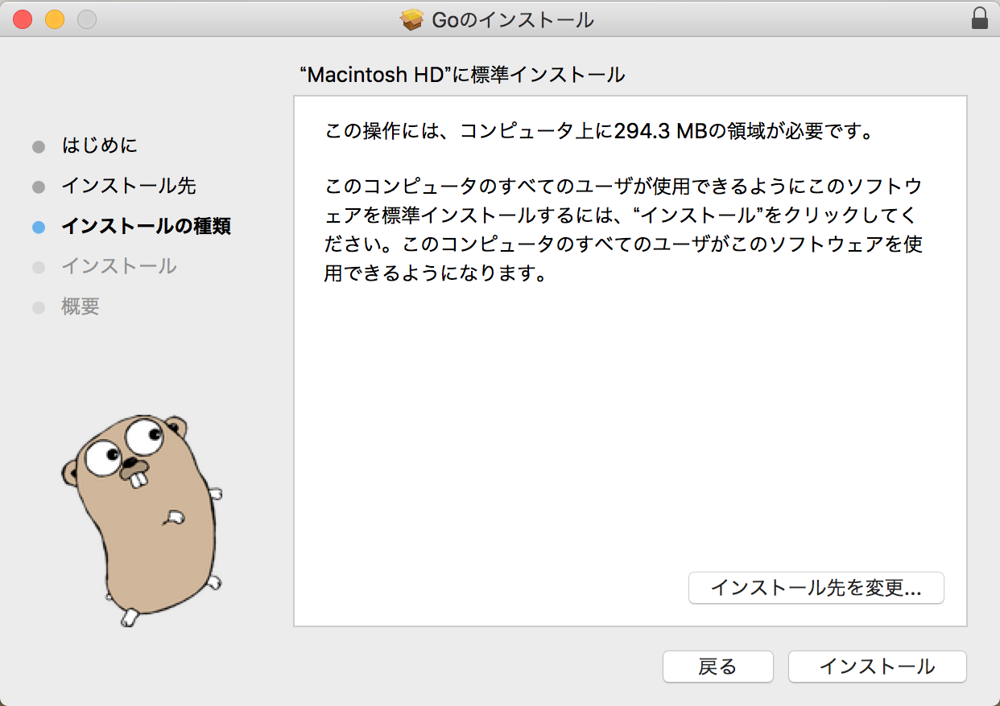 Goのインストール
“Macintosh HD”に標準インストール
はじめに
インストール先
インストールの種類
インストール
概要
この操作には、コンピュータ上に294.3 MBの領域が必要です。
このコンピュータのすべてのユーザが使用できるようにこのソフトウ
ェアを標準インストールするには、“インストール”をクリックしてく
ださい。このコンピュータのすべてのユーザがこのソフトウェアを使
用できるようになります。
インストール先を変更...
戻る
インストール